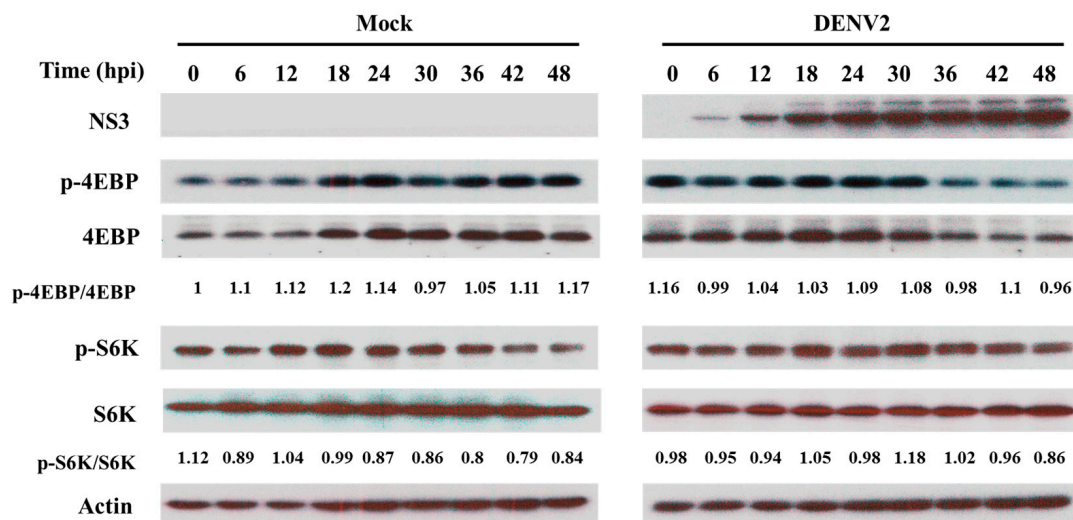 Mock DENV2
Time (hpi) 0 6 12 18 24 30 36 42 48 0 6 12 18 24 30 36 42 48
NS3
p-4EBP
4EBP
p-4EBP/4EBP 1 1.1 1.12 1.2 1.14 0.97 1.05 1.11 1.17 1.16 0.99 1.04 1.03 1.09 1.08 0.98 1.1 0.96
p-S6K
S6K
p-S6K/S6K 1.12 0.89 1.04 0.99 0.87 0.86 0.8 0.79 0.84 0.98 0.95 0.94 1.05 0.98 1.18 1.02 0.96 0.86
Actin